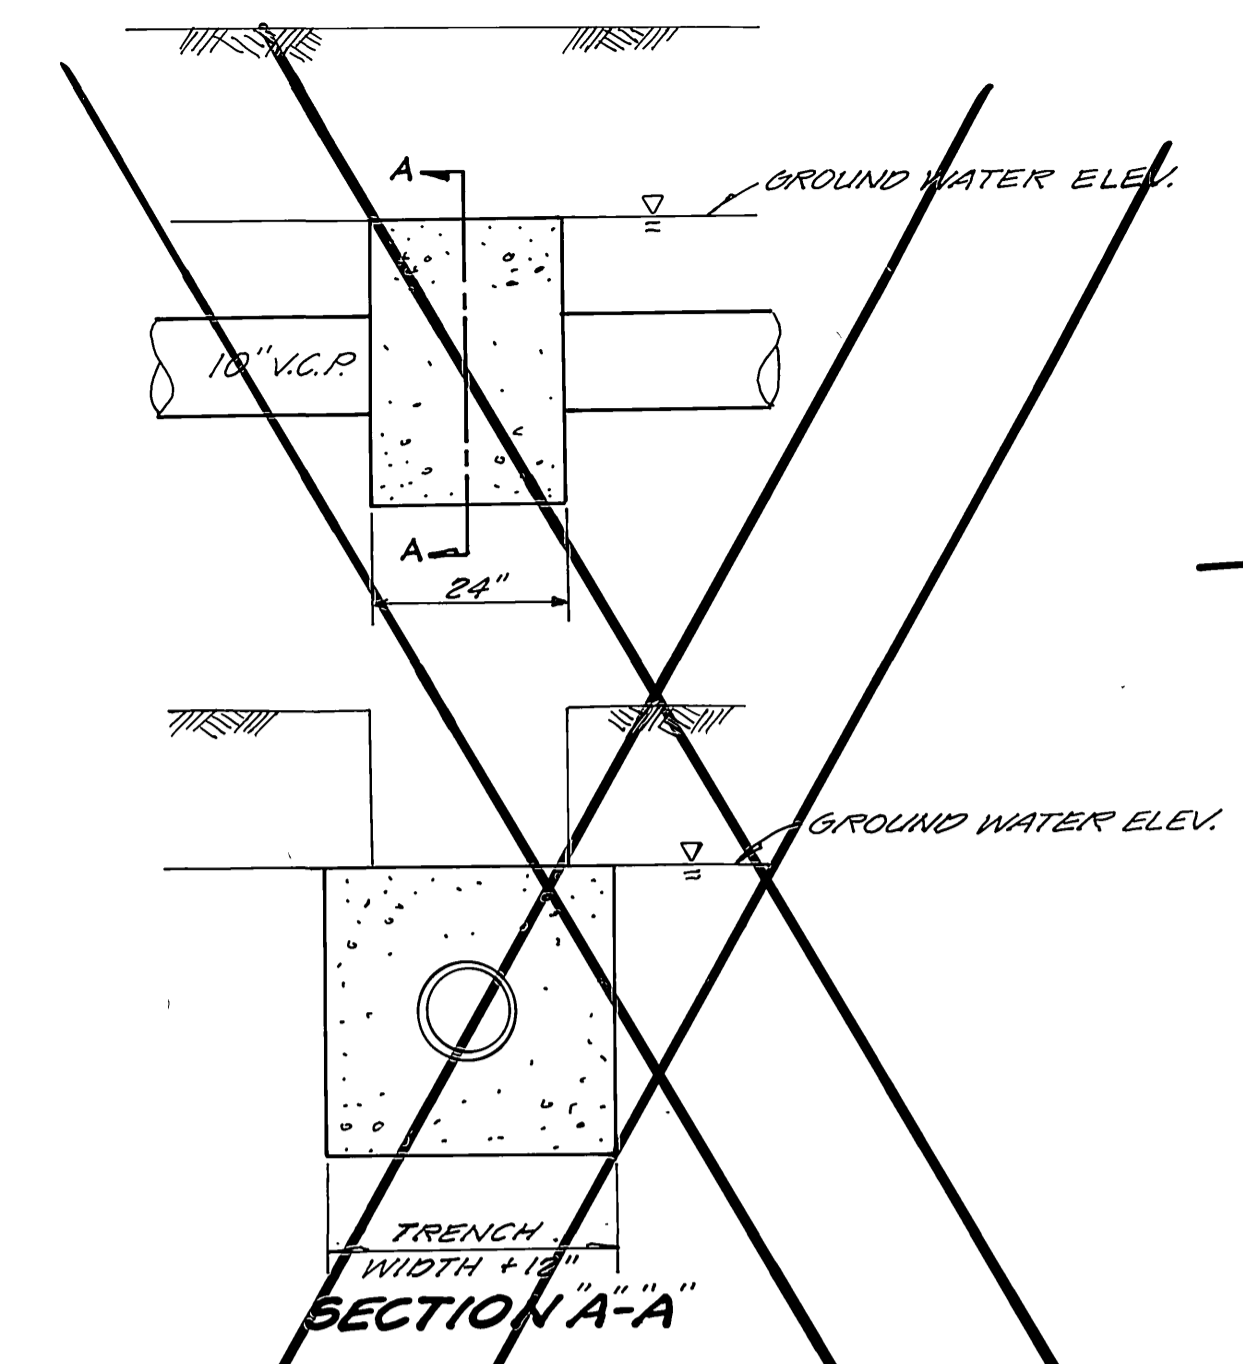 A
GROUND WATER ELEV.
10" V.C.P.
A
24"
GROUND WATER ELEV.
TRENCH
WIDTH + 12"
SECTION "A"-"A"